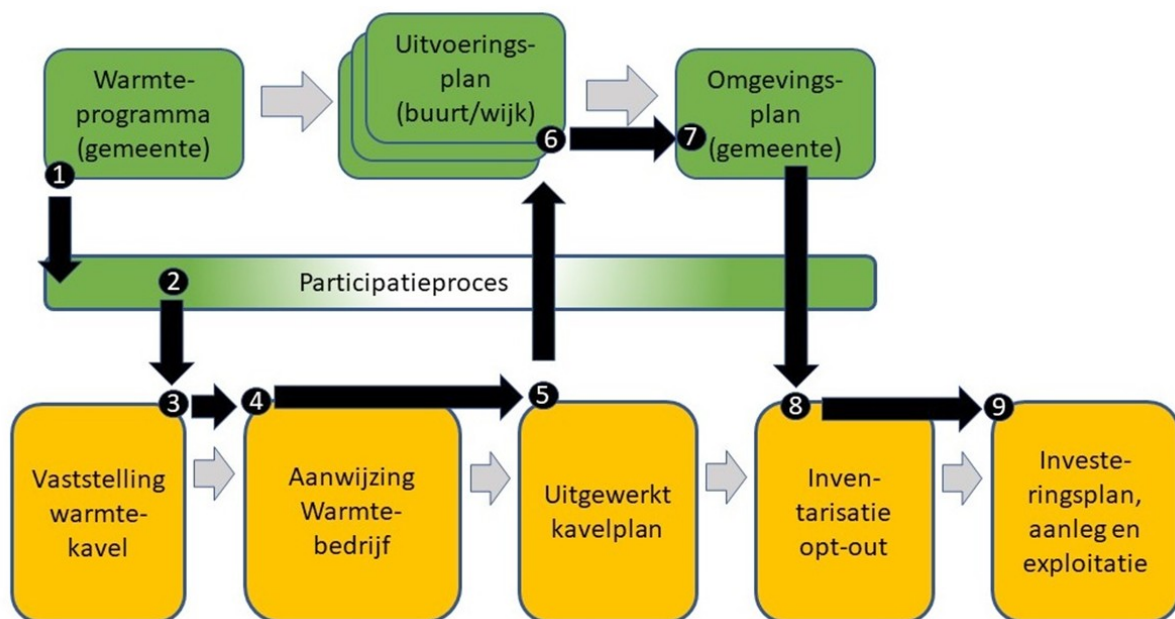 Warmte-
programma
(gemeente)
1
Uitvoerings-
plan
(buurt/wijk)
6
Omgevings-
plan
(gemeente)
7
2
Participatieproces
3
Vaststelling
warmte-
kavel
4
Aanwijzing
Warmte-
bedrijf
5
Uitgewerkt
kavelplan
8
Inven-
tarisatie
opt-out
9
Investe-
ringsplan,
aanleg en
exploitatie